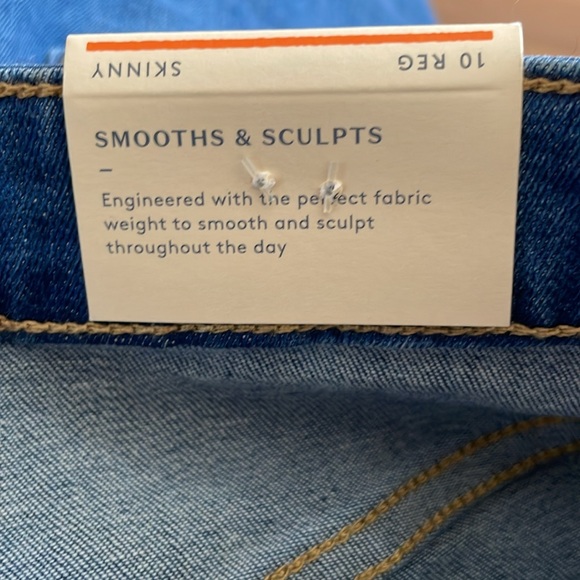 SKINNY
10 REG
SMOOTHS & SCULPTS
Engineered with the perfect fabric
weight to smooth and sculpt
throughout the day